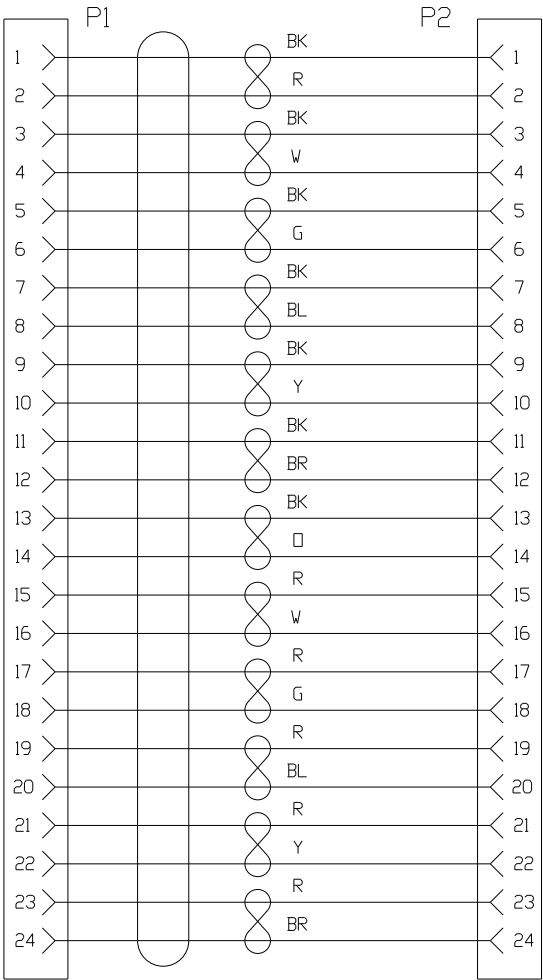 P1 P2
BK
1 1
R
2 2
BK
3 3
W
4 4
BK
5 5
G
6 6
BK
7 7
BL
8 8
BK
9 9
Y
10 10
BK
11 11
BR
12 12
BK
13 13
O
14 14
R
15 15
W
16 16
R
17 17
G
18 18
R
19 19
BL
20 20
R
21 21
Y
22 22
R
23 23
BR
24 24